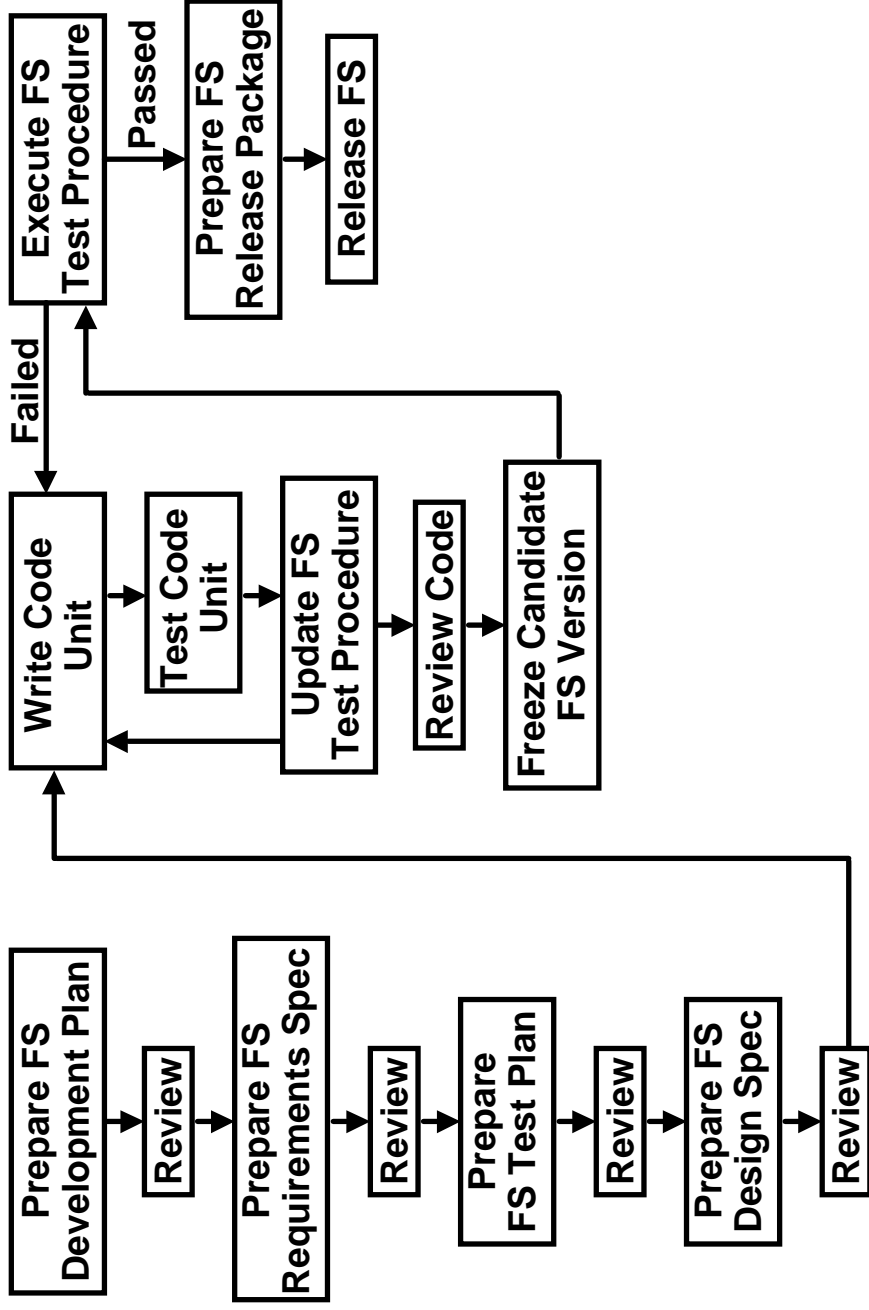 Prepare FS
Development Plan
Review
Prepare FS
Requirements Spec
Review
Prepare
FS Test Plan
Review
Prepare FS
Design Spec
Review
Write Code
Unit
Test Code
Unit
Update FS
Test Procedure
Review Code
Freeze Candidate
FS Version
Failed
Execute FS
Test Procedure
Passed
Prepare FS
Release Package
Release FS